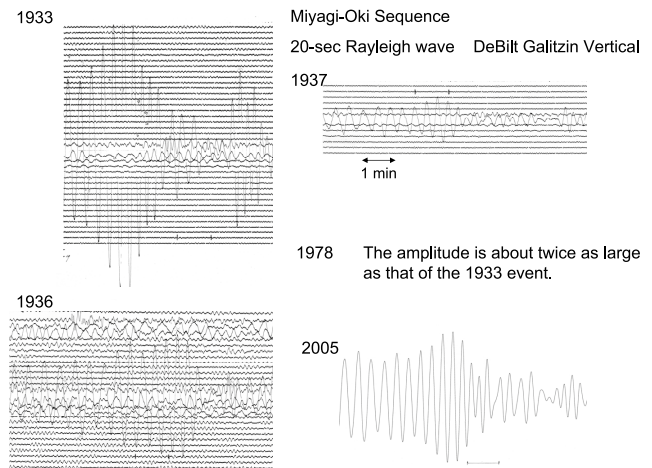 1933
Miyagi-Oki Sequence
20-sec Rayleigh wave DeBilt Galitzin Vertical
1937
1 min
1978 The amplitude is about twice as large
as that of the 1933 event.
1936
2005